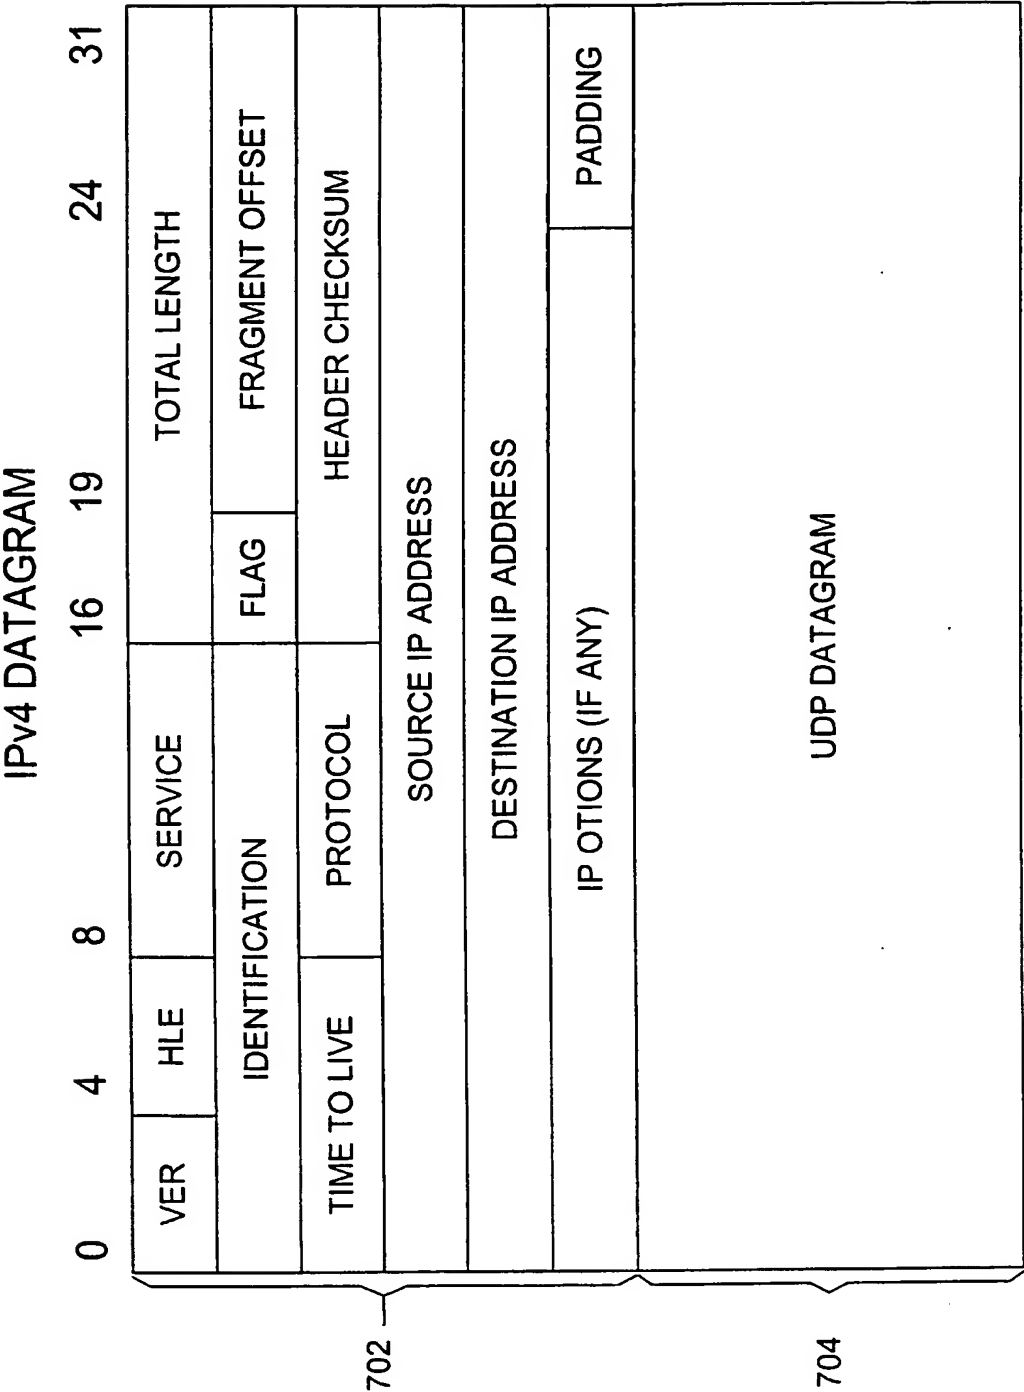 IPv4 DATAGRAM
0 4 8 16 19 24 31
VER HLE SERVICE TOTAL LENGTH
IDENTIFICATION FLAG FRAGMENT OFFSET
TIME TO LIVE PROTOCOL HEADER CHECKSUM
SOURCE IP ADDRESS
DESTINATION IP ADDRESS
IP OTIONS (IF ANY) PADDING
UDP DATAGRAM
702
704